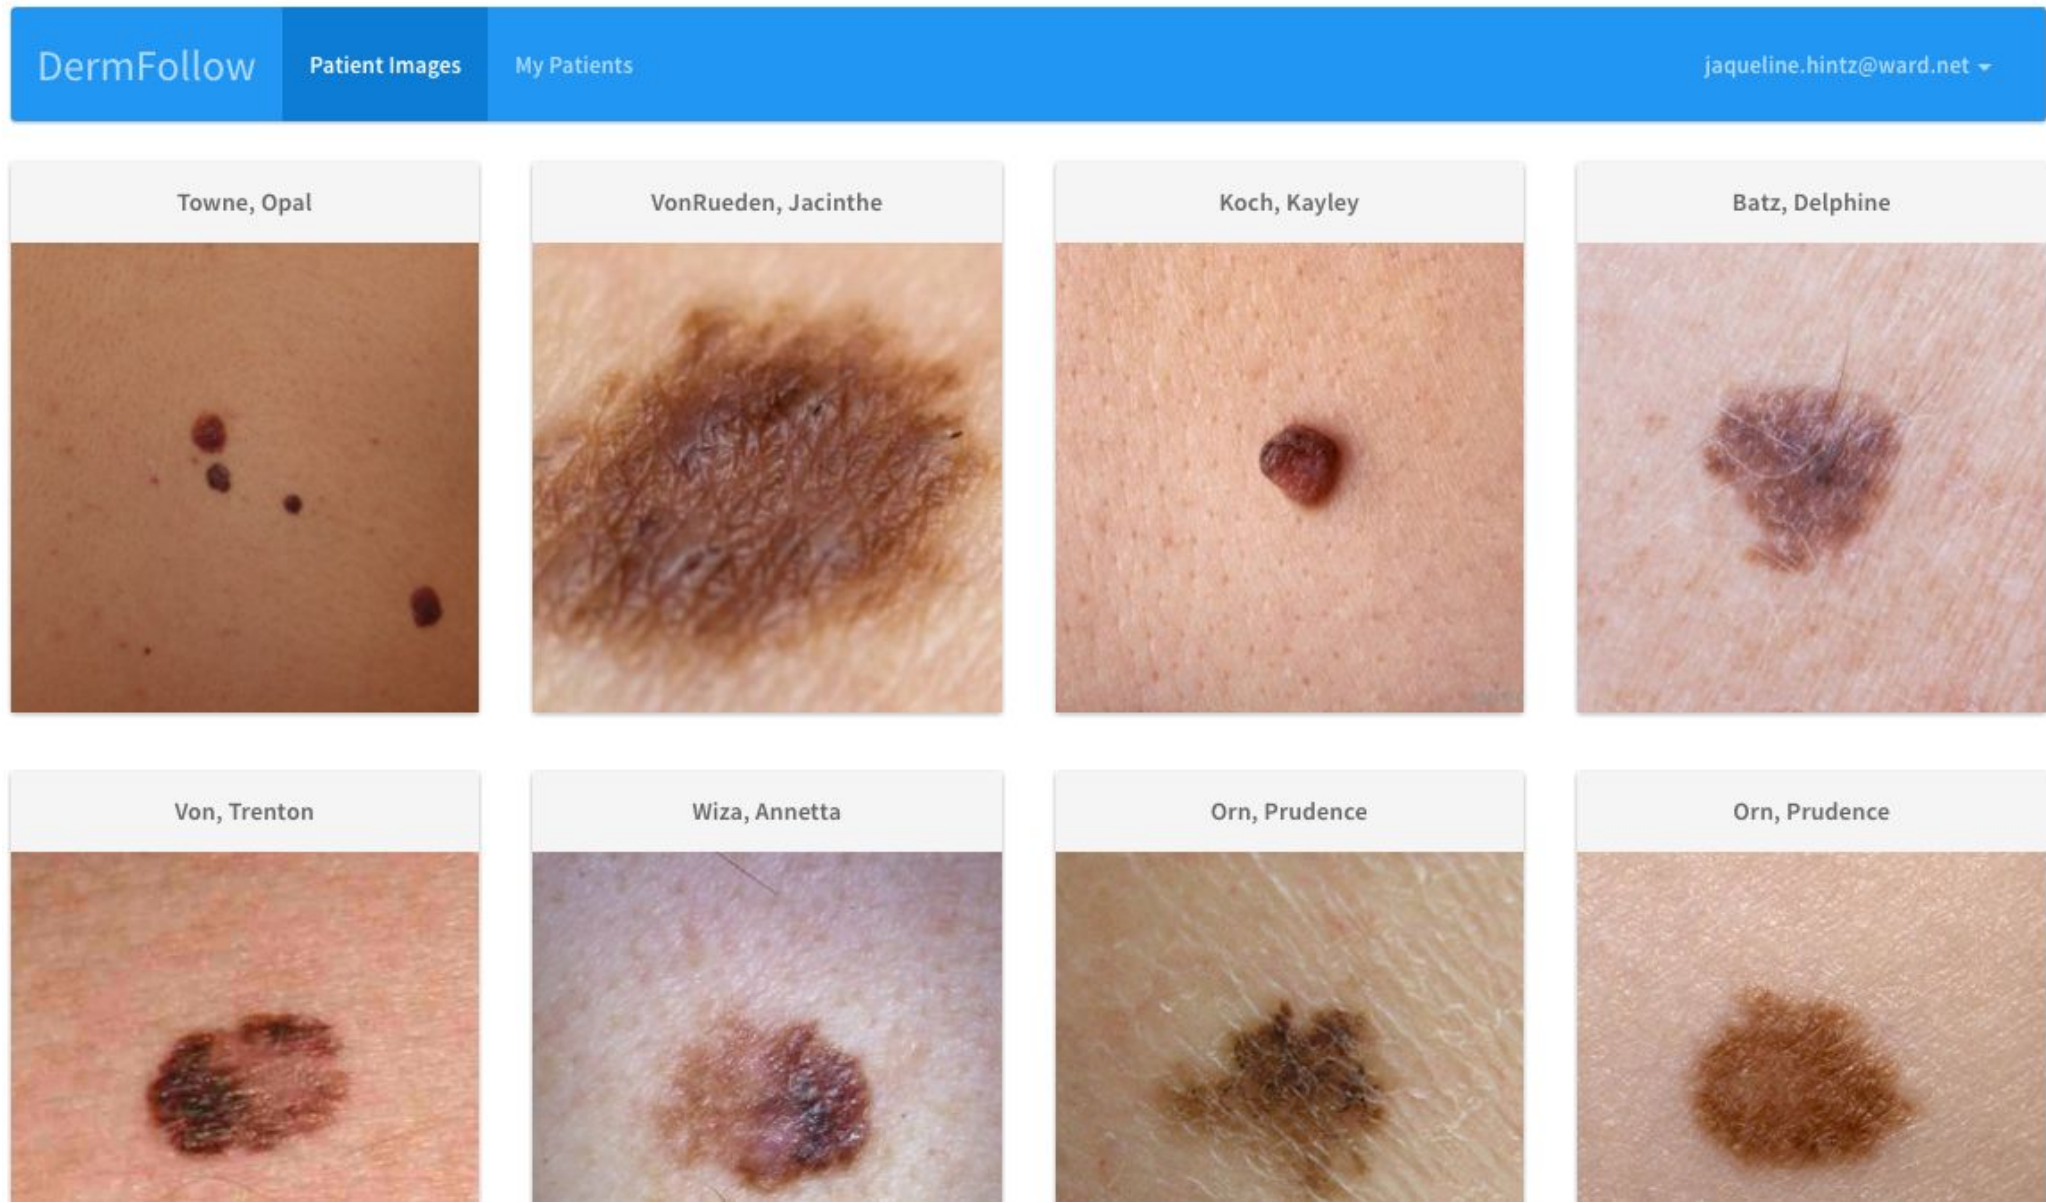 DermFollow Patient Images My Patients jaqueline.hintz@ward.net
Towne, Opal VonRueden, Jacinthe Koch, Kayley Batz, Delphine
Von, Trenton Wiza, Annetta Orn, Prudence Orn, Prudence